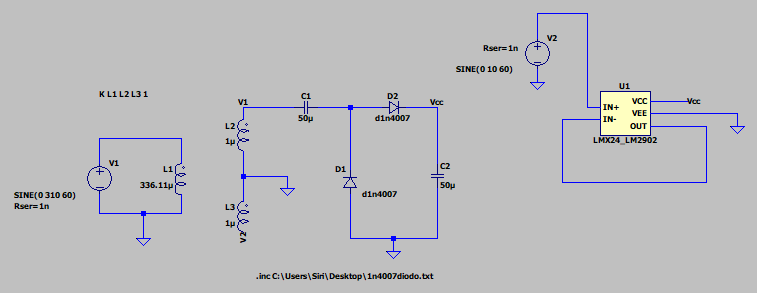 V2
Rser=1n
SINE(0 10 60)
U1
IN+
IN-
VCC
VEE
OUT
Vcc
LMX24_LM2902
K L1 L2 L3 1
V1
C1
50µ
D2
d1n4007
Vcc
L2
1µ
V1
L1
336.11µ
SINE(0 310 60)
Rser=1n
D1
d1n4007
C2
50µ
L3
1µ
V2
.inc C:\Users\Siri\Desktop\1n4007diodo.txt